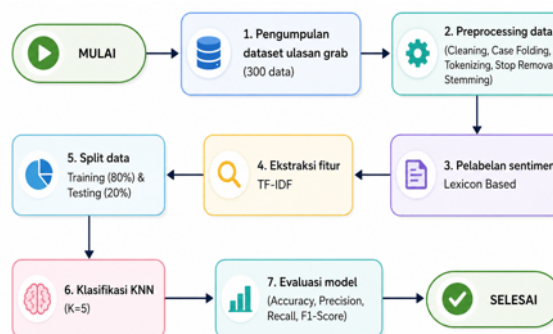 MULAI
1. Pengumpulan
dataset ulasan grab
(300 data)
2. Preprocessing data
(Cleaning, Case Folding,
Tokenizing, Stop Remova
Stemming)
3. Pelabelan sentimen
Lexicon Based
4. Ekstraksi fitur
TF-IDF
5. Split data
Training (80%) &
Testing (20%)
6. Klasifikasi KNN
(K=5)
7. Evaluasi model
(Accuracy, Precision,
Recall, F1-Score)
SELESAI